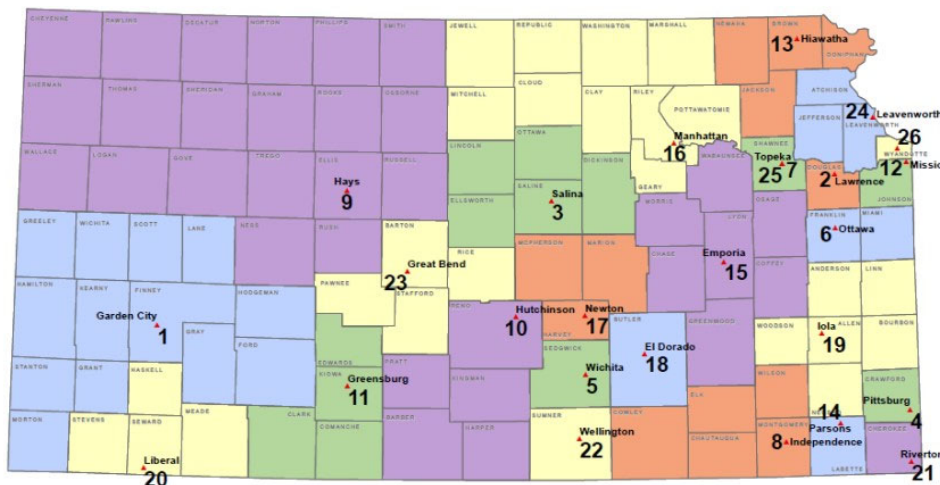 CHEYENNE RAWLINS DECATUR NORTON PHILLIPS SMITH JEWELL REPUBLIC WASHINGTON MARSHALL NEMAHA BROWN
13 Hiawatha
DONIPHAN
SHERMAN THOMAS SHERIDAN GRAHAM ROOKS OSBORNE MITCHELL CLOUD CLAY RILEY POTTAWATOMIE JACKSON ATCHISON
24 Leavenworth
JEFFERSON LEAVENWORTH
OTTAWA
LINCOLN
Manhattan
16
26
WYANDOTTE
WALLACE LOGAN GOVE TREGO ELLIS RUSSELL DICKINSON GEARY WABAUNSEE SHAWNEE DOUGLAS
Topeka
25 7
12 Missio
2 Lawrence
JOHNSON
Hays
9
ELLSWORTH SALINE
Salina
3
MORRIS LYON OSAGE FRANKLIN MIAMI
6 Ottawa
GREELEY WICHITA SCOTT LANE NESS RUSH BARTON RICE MCPHERSON MARION CHASE COFFEY ANDERSON LINN
Great Bend
23
Emporia
15
HAMILTON KEARNY FINNEY HODGEMAN PAWNEE STAFFORD RENO HARVEY BUTLER GREENWOOD WOODSON ALLEN BOURBON
Garden City
1
Hutchinson
10
Newton
17
Iola
19
GRAY FORD EDWARDS SEDGWICK
El Dorado
18
STANTON GRANT HASKELL KIOWA PRATT KINGMAN WILSON CRAWFORD
Greensburg
11
Wichita
5
Pittsburg
4
ELK
MORTON STEVENS SEWARD MEADE CLARK COMANCHE BARBER HARPER SUMNER COWLEY CHAUTAUQUA MONTGOMERY LABETTE CHEROKEE
14
Parsons
Wellington
22
8 Independence
Liberal
20
Riverton
21